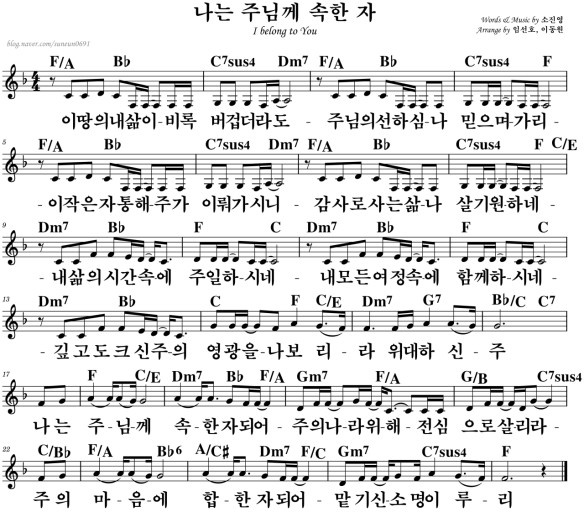 나는 주님께 속한 자
I belong to You
Words & Music by 소진영
Arrange by 임선호, 이동원
blog.naver.com/sunsun0691
F/A Bb C7sus4 Dm7 F/A Bb C7sus4 F
이땅의내삶이-비록 버겁더라도- 주님의선하심-나 믿으며가리-
5
F/A Bb C7sus4 Dm7 F/A Bb C7sus4 F C/E
-이작은자통해-주가 이뤄가시니- 감사로사는삶-나 살기원하네-
9
Dm7 Bb F C Dm7 Bb F C
-내삶의시간속에 주일하-시네- 내모든여정속에 함께하-시네-
13
Dm7 Bb C F C/E Dm7 G7 Bb/C C7
-깊고도크신주-의 영광을-나보 리-라 위대하 신-주
17
F C/E Dm7 Bb F/A Gm7 F/A G/B C7sus4
나는 주-님께 속-한자되어- 주의나-라위해-전심 으로살리라-
22
C/Bb F/A Bb6 A/C# Dm7 F/C Gm7 C7sus4 F
주의 마-음-에 합-한자되어- 맡기신소명이 루-리